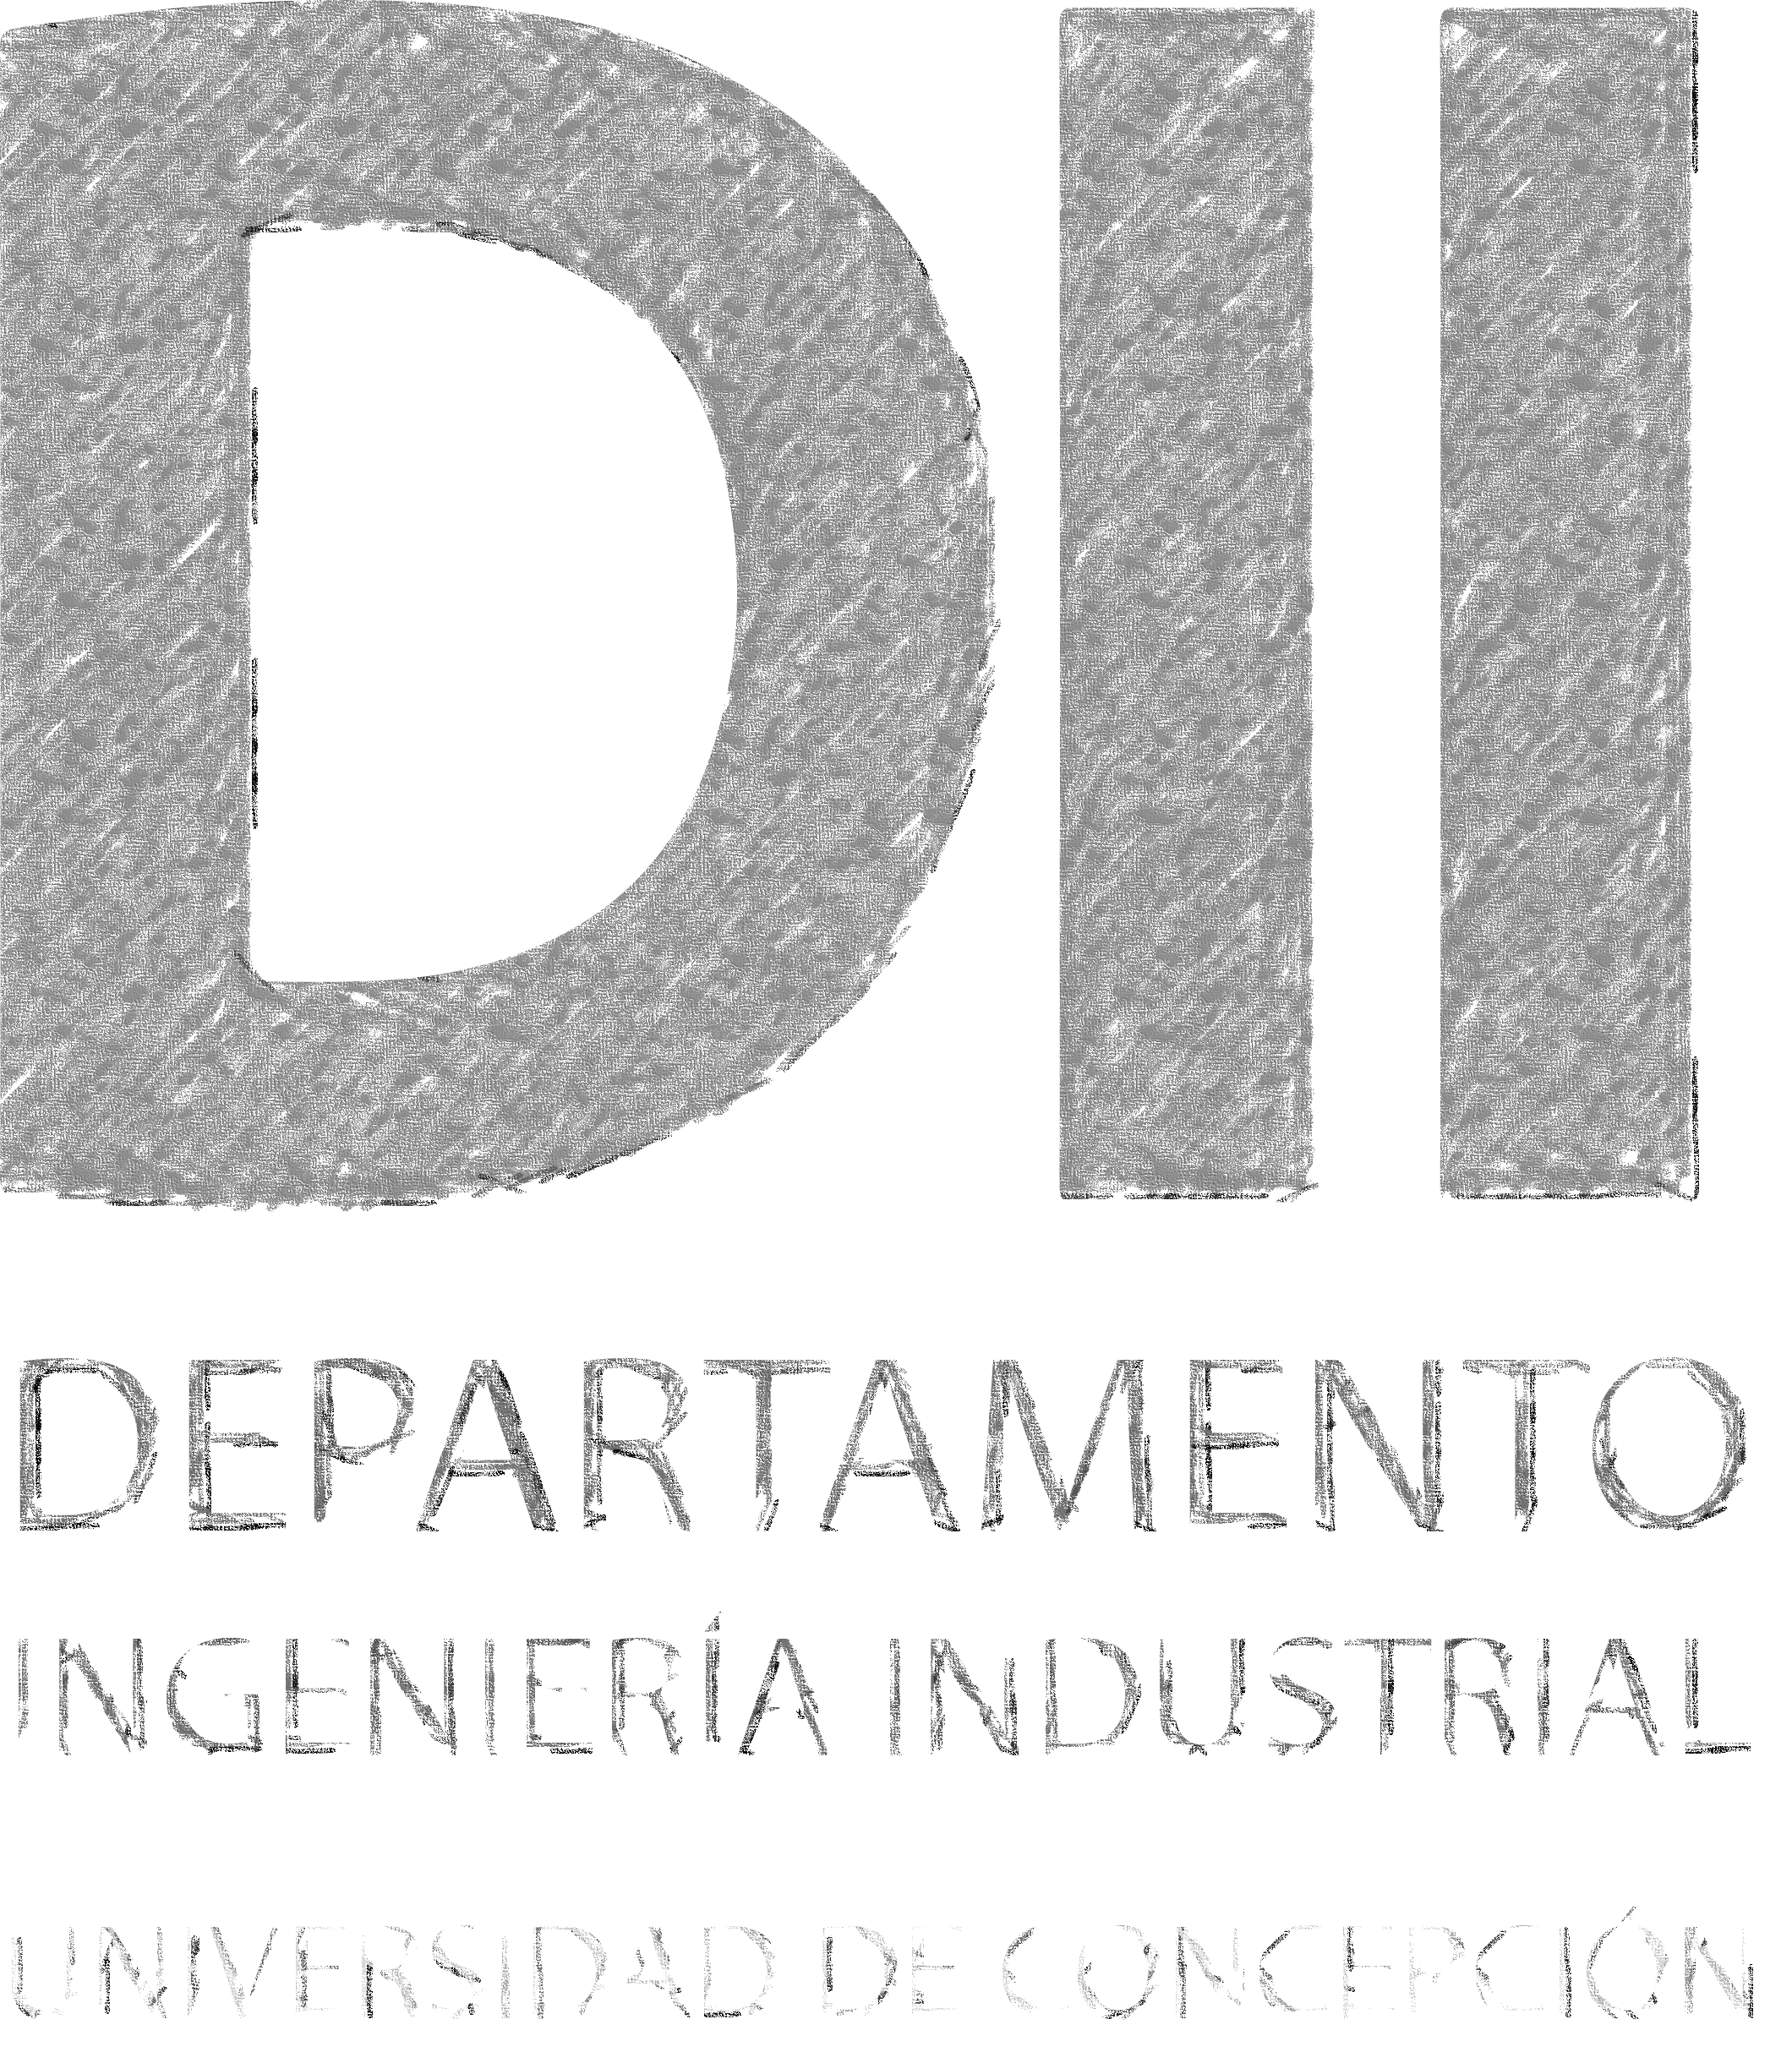 DII
DEPARTAMENTO
INGENIERÍA INDUSTRIAL
UNIVERSIDAD DE CONCEPCIÓN